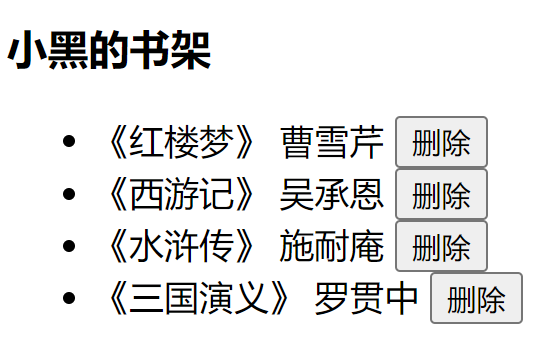 小黑的书架
《红楼梦》 曹雪芹 删除
《西游记》 吴承恩 删除
《水浒传》 施耐庵 删除
《三国演义》 罗贯中 删除